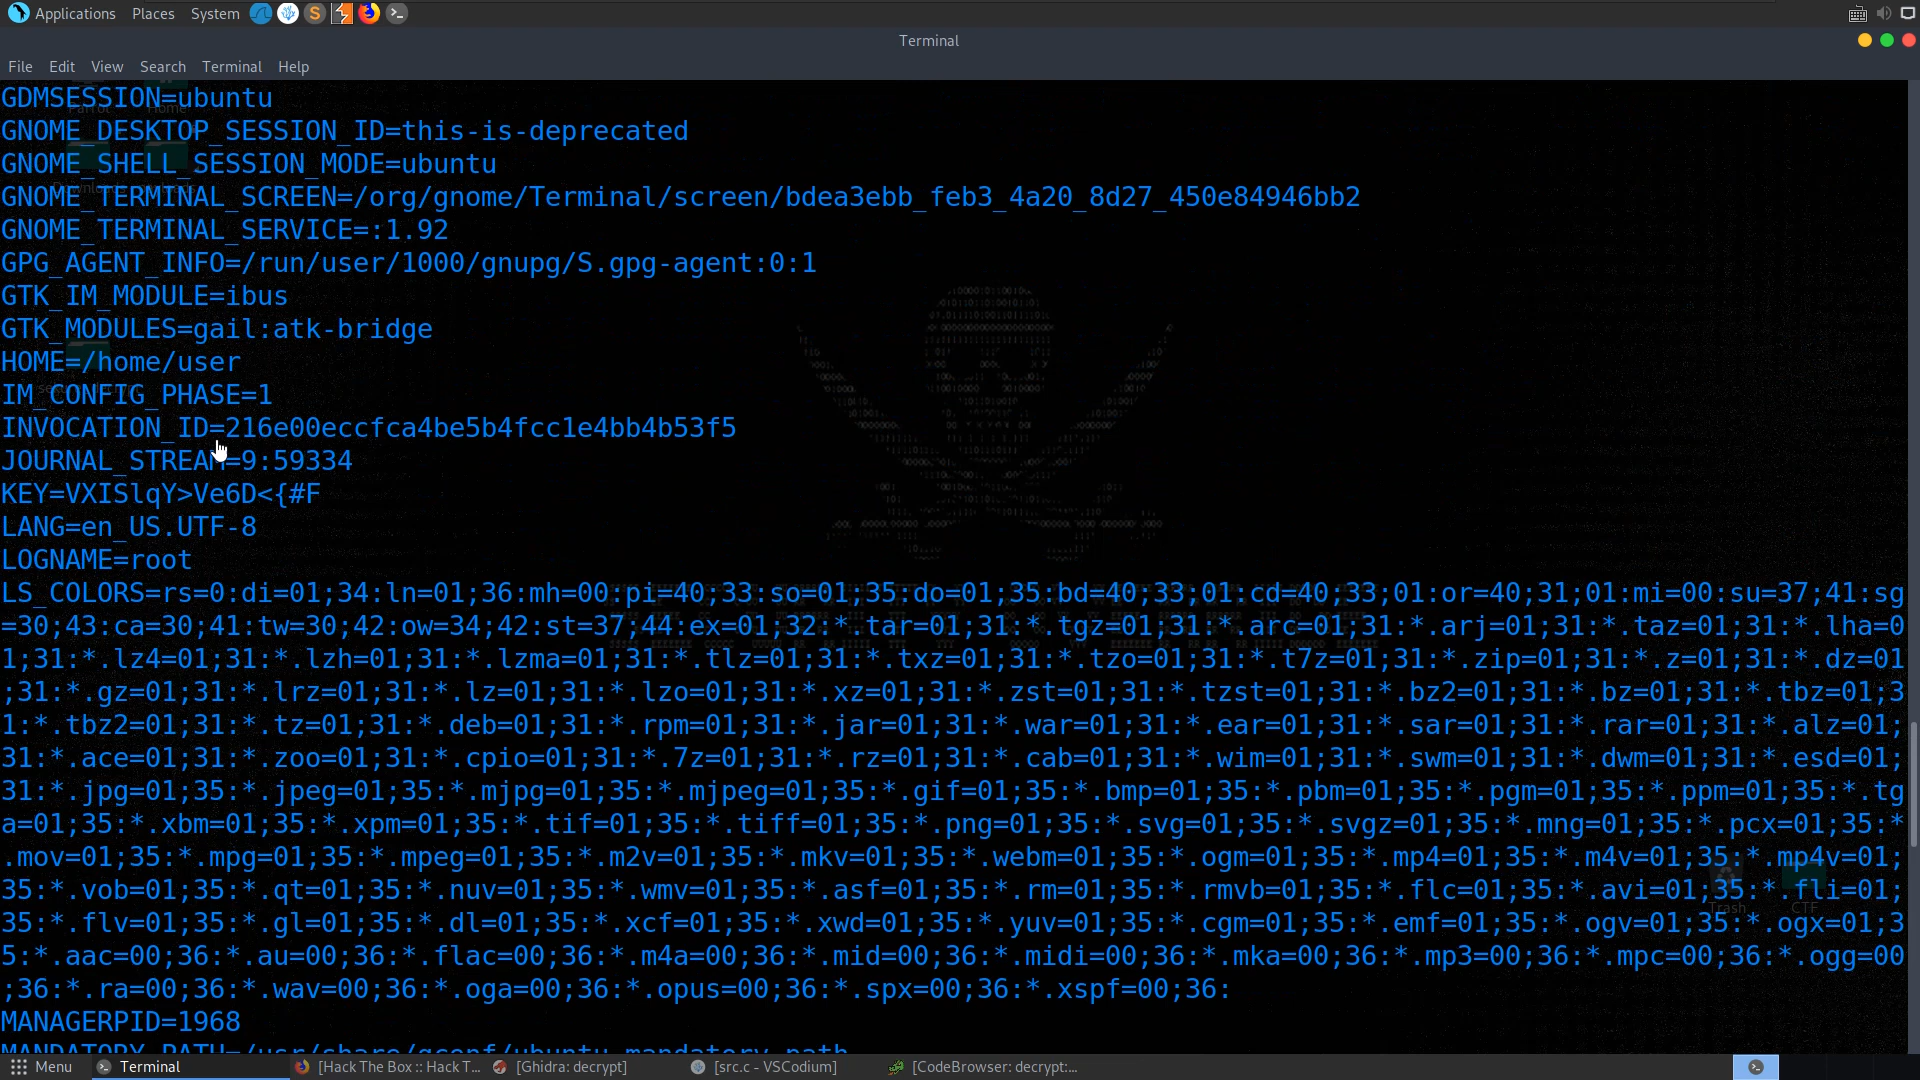 Applications Places System
Terminal
File Edit View Search Terminal Help
GDMSESSION=ubuntu
GNOME_DESKTOP_SESSION_ID=this-is-deprecated
GNOME_SHELL_SESSION_MODE=ubuntu
GNOME_TERMINAL_SCREEN=/org/gnome/Terminal/screen/bdea3ebb_feb3_4a20_8d27_450e84946bb2
GNOME_TERMINAL_SERVICE=:1.92
GPG_AGENT_INFO=/run/user/1000/gnupg/S.gpg-agent:0:1
GTK_IM_MODULE=ibus
GTK_MODULES=gail:atk-bridge
HOME=/home/user
IM_CONFIG_PHASE=1
INVOCATION_ID=216e00eccfca4be5b4fcc1e4bb4b53f5
JOURNAL_STREAM=9:59334
KEY=VXISlqY>Ve6D<{#F
LANG=en_US.UTF-8
LOGNAME=root
LS_COLORS=rs=0:di=01;34:ln=01;36:mh=00:pi=40;33:so=01;35:do=01;35:bd=40;33;01:cd=40;33;01:or=40;31;01:mi=00:su=37;41:sg
=30;43:ca=30;41:tw=30;42:ow=34;42:st=37;44:ex=01;32:*.tar=01;31:*.tgz=01;31:*.arc=01;31:*.arj=01;31:*.taz=01;31:*.lha=0
1;31:*.lz4=01;31:*.lzh=01;31:*.lzma=01;31:*.tlz=01;31:*.txz=01;31:*.tzo=01;31:*.t7z=01;31:*.zip=01;31:*.z=01;31:*.dz=01
;31:*.gz=01;31:*.lrz=01;31:*.lz=01;31:*.lzo=01;31:*.xz=01;31:*.zst=01;31:*.tzst=01;31:*.bz2=01;31:*.bz=01;31:*.tbz=01;3
1:*.tbz2=01;31:*.tz=01;31:*.deb=01;31:*.rpm=01;31:*.jar=01;31:*.war=01;31:*.ear=01;31:*.sar=01;31:*.rar=01;31:*.alz=01;
31:*.ace=01;31:*.zoo=01;31:*.cpio=01;31:*.7z=01;31:*.rz=01;31:*.cab=01;31:*.wim=01;31:*.swm=01;31:*.dwm=01;31:*.esd=01;
31:*.jpg=01;35:*.jpeg=01;35:*.mjpg=01;35:*.mjpeg=01;35:*.gif=01;35:*.bmp=01;35:*.pbm=01;35:*.pgm=01;35:*.ppm=01;35:*.tg
a=01;35:*.xbm=01;35:*.xpm=01;35:*.tif=01;35:*.tiff=01;35:*.png=01;35:*.svg=01;35:*.svgz=01;35:*.mng=01;35:*.pcx=01;35:*
.mov=01;35:*.mpg=01;35:*.mpeg=01;35:*.m2v=01;35:*.mkv=01;35:*.webm=01;35:*.ogm=01;35:*.mp4=01;35:*.m4v=01;35:*.mp4v=01;
35:*.vob=01;35:*.qt=01;35:*.nuv=01;35:*.wmv=01;35:*.asf=01;35:*.rm=01;35:*.rmvb=01;35:*.flc=01;35:*.avi=01;35:*.fli=01;
35:*.flv=01;35:*.gl=01;35:*.dl=01;35:*.xcf=01;35:*.xwd=01;35:*.yuv=01;35:*.cgm=01;35:*.emf=01;35:*.ogv=01;35:*.ogx=01;3
5:*.aac=00;36:*.au=00;36:*.flac=00;36:*.m4a=00;36:*.mid=00;36:*.midi=00;36:*.mka=00;36:*.mp3=00;36:*.mpc=00;36:*.ogg=00
;36:*.ra=00;36:*.wav=00;36:*.oga=00;36:*.opus=00;36:*.spx=00;36:*.xspf=00;36:
MANAGERPID=1968
MANDATORY_PATH=/usr/share/gconf/ubuntu.mandatory.path
Trash CTF
Menu Terminal [Hack The Box :: Hack T... [Ghidra: decrypt] [src.c - VSCodium] [CodeBrowser: decrypt:...